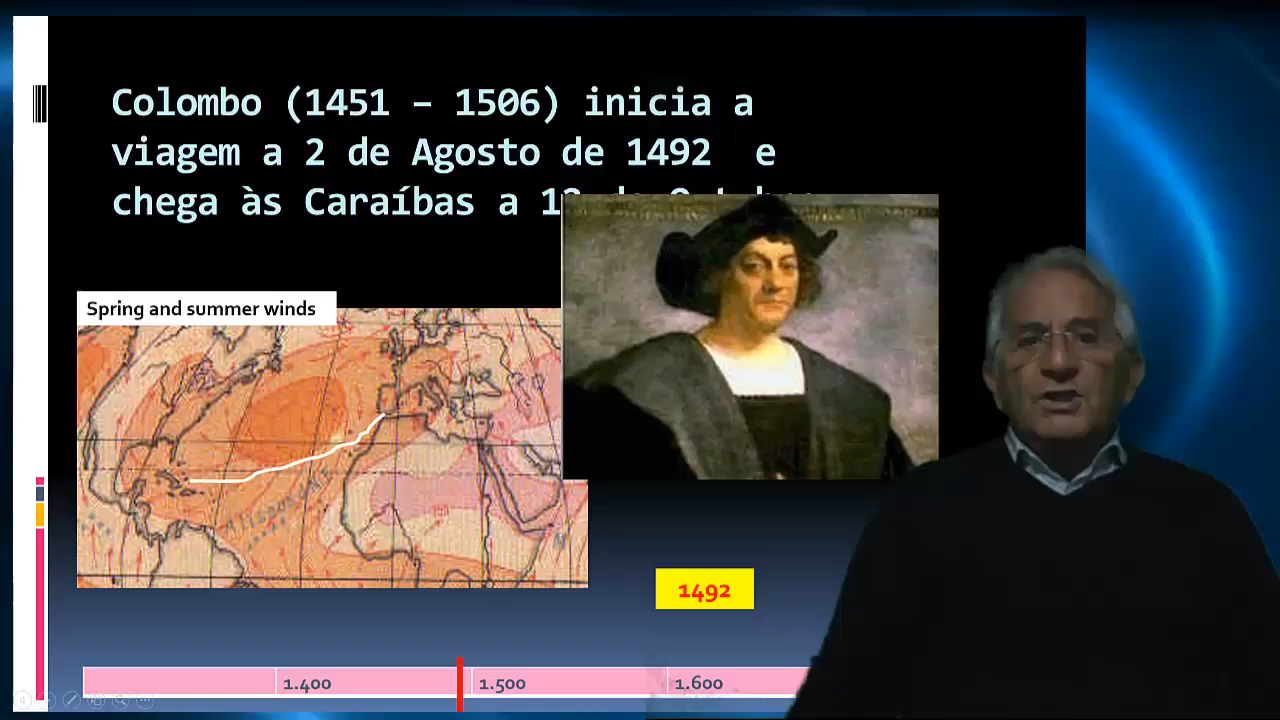 Colombo (1451 – 1506) inicia a
viagem a 2 de Agosto de 1492 e
chega às Caraíbas a
Spring and summer winds
1492
1.400
1.500
1.600